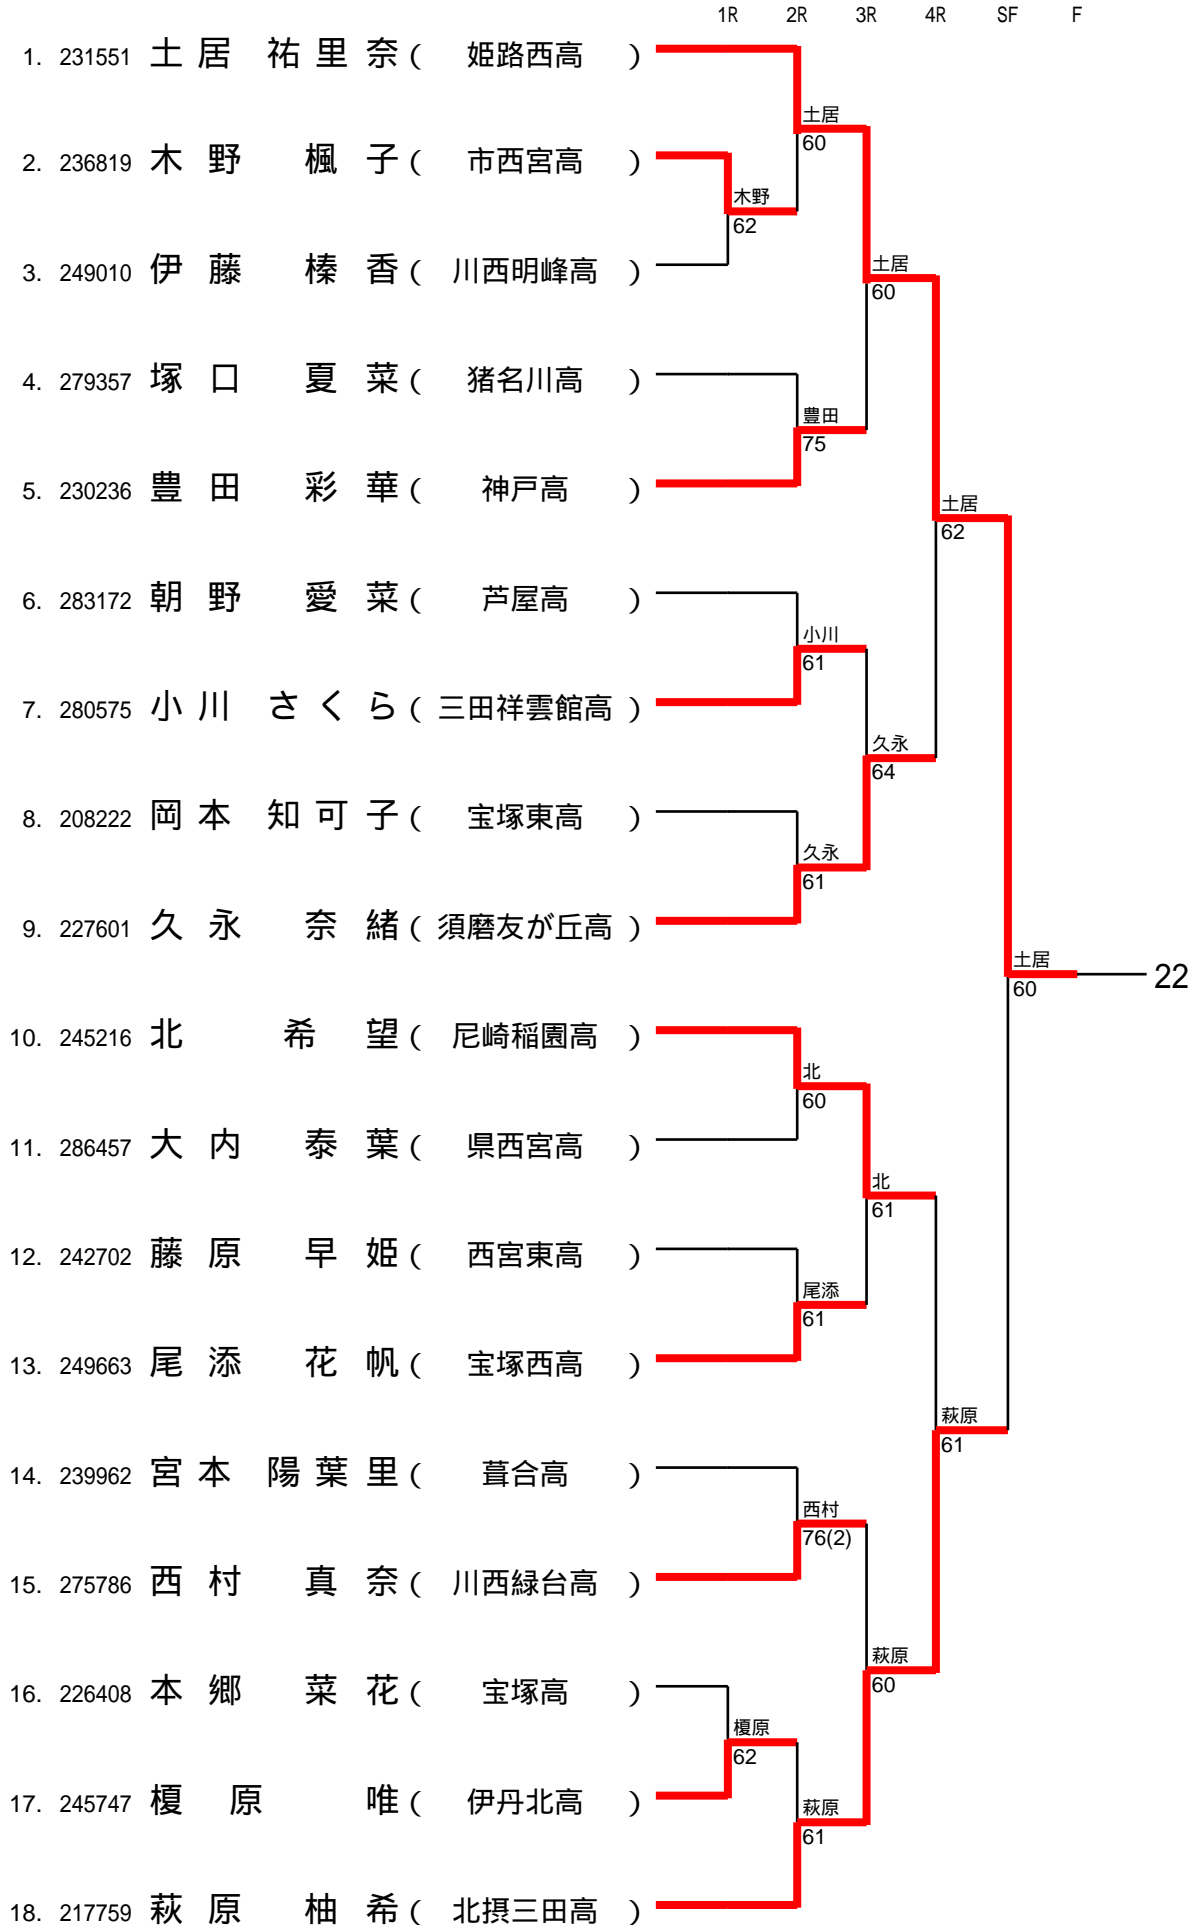 1R 2R 3R 4R SF F
1. 231551 土居 祐里奈 ( 姫路西高 )
土居
60
2. 236819 木野 楓子 ( 市西宮高 )
木野
62
3. 249010 伊藤 榛香 ( 川西明峰高 )
土居
60
4. 279357 塚口 夏菜 ( 猪名川高 )
豊田
75
5. 230236 豊田 彩華 ( 神戸高 )
土居
62
6. 283172 朝野 愛菜 ( 芦屋高 )
小川
61
7. 280575 小川 さくら ( 三田祥雲館高 )
久永
64
8. 208222 岡本 知可子 ( 宝塚東高 )
久永
61
9. 227601 久永 奈緒 ( 須磨友が丘高 )
土居
60
22
10. 245216 北 希望 ( 尼崎稲園高 )
北
60
11. 286457 大内 泰葉 ( 県西宮高 )
北
61
12. 242702 藤原 早姫 ( 西宮東高 )
尾添
61
13. 249663 尾添 花帆 ( 宝塚西高 )
萩原
61
14. 239962 宮本 陽葉里 ( 葺合高 )
西村
76(2)
15. 275786 西村 真奈 ( 川西緑台高 )
萩原
60
16. 226408 本郷 菜花 ( 宝塚高 )
榎原
62
17. 245747 榎原 唯 ( 伊丹北高 )
萩原
61
18. 217759 萩原 柚希 ( 北摂三田高 )